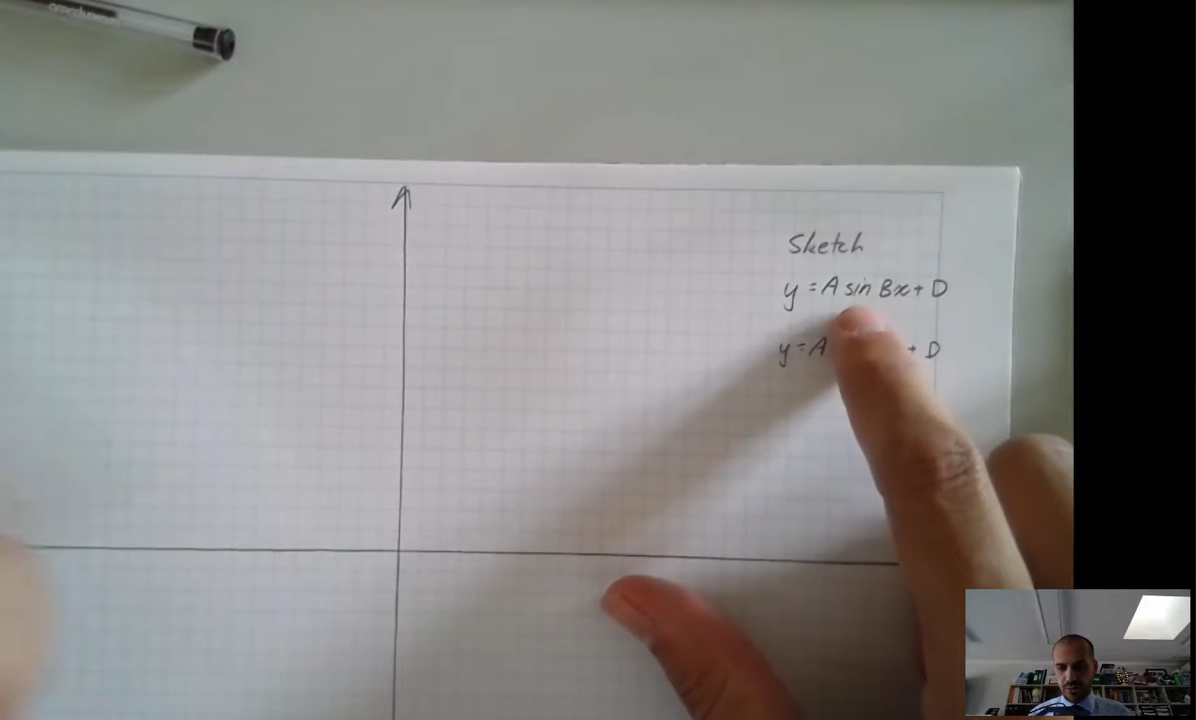 Sketch
y = A sin Bx + D
y = A + D